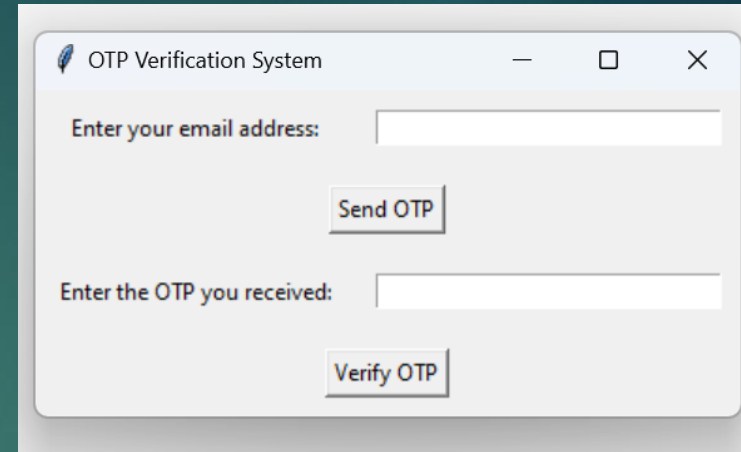 OTP Verification System
Enter your email address:
Send OTP
Enter the OTP you received:
Verify OTP